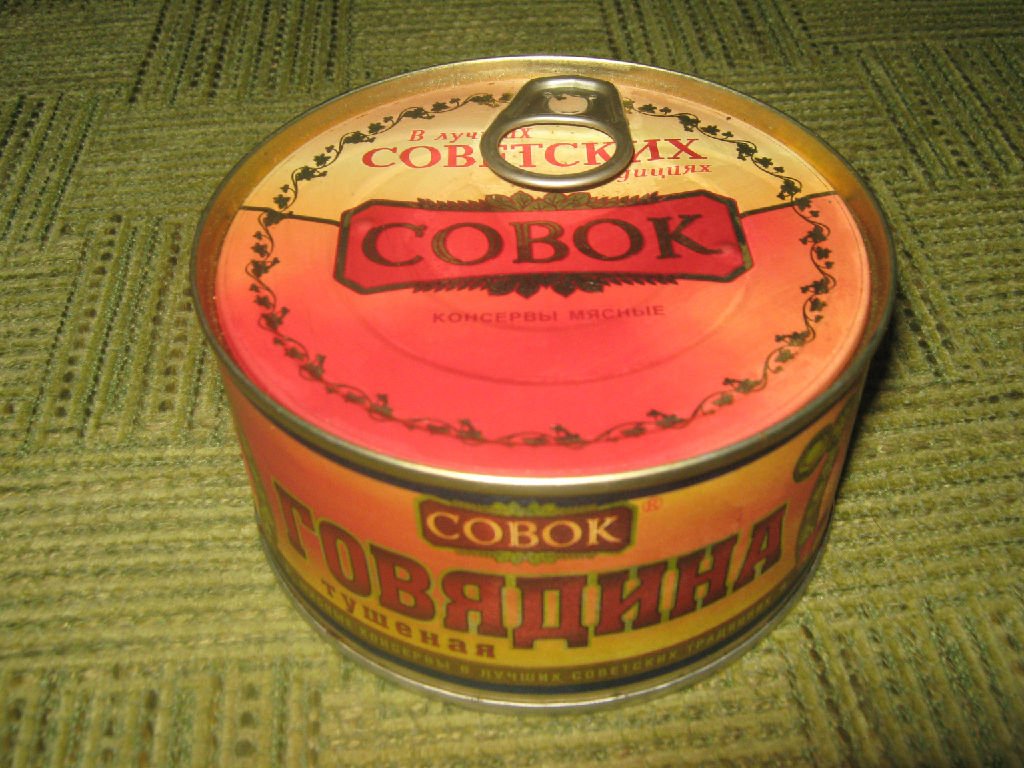 В лучших
СОВЕТСКИХ
традициях
СОВОК
КОНСЕРВЫ МЯСНЫЕ
СОВОК®
ГОВЯДИНА
тушеная
КОНСЕРВЫ В ЛУЧШИХ СОВЕТСКИХ ТРАДИЦИЯХ